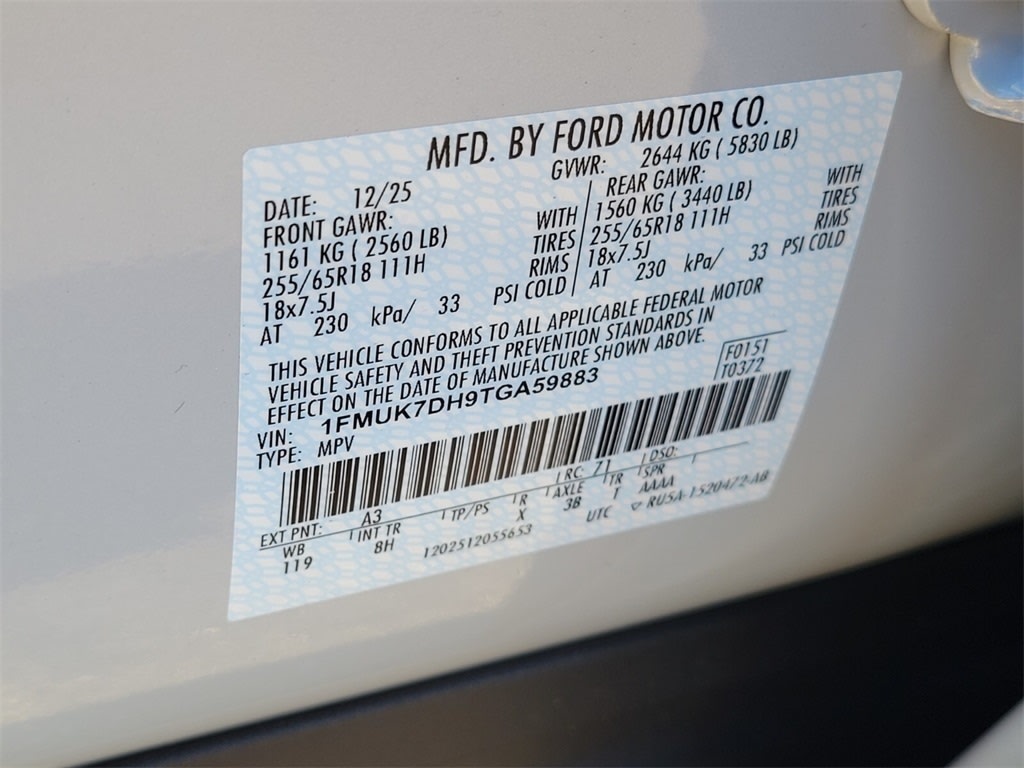 MFD. BY FORD MOTOR CO.
DATE: 12/25 GVWR: 2644 KG ( 5830 LB)
FRONT GAWR: REAR GAWR:
1161 KG ( 2560 LB) WITH 1560 KG ( 3440 LB) WITH
255/65R18 111H TIRES 255/65R18 111H TIRES
18x7.5J RIMS 18x7.5J RIMS
AT 230 kPa/ 33 PSI COLD AT 230 kPa/ 33 PSI COLD
THIS VEHICLE CONFORMS TO ALL APPLICABLE FEDERAL MOTOR
VEHICLE SAFETY AND THEFT PREVENTION STANDARDS IN
EFFECT ON THE DATE OF MANUFACTURE SHOWN ABOVE.
VIN: 1FMUK7DH9TGA59883 F0151
TYPE: MPV T0372
EXT PNT: A3 RC: Z1 DSO:
WB INT TR TP/PS R AXLE TR SPR
119 8H X 3B T AAAA
1202512055653 UTC RU5A-1520472-AB